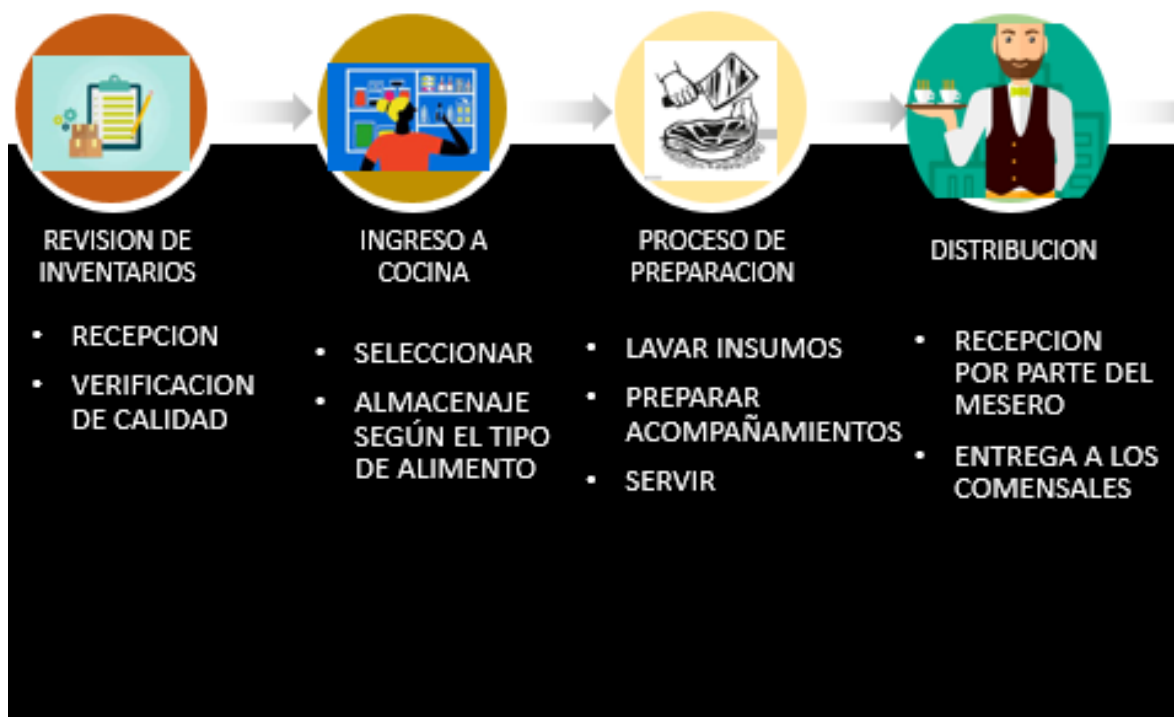 REVISION DE
INVENTARIOS
• RECEPCION
• VERIFICACION
DE CALIDAD
INGRESO A
COCINA
• SELECCIONAR
• ALMACENAJE
SEGÚN EL TIPO
DE ALIMENTO
PROCESO DE
PREPARACION
• LAVAR INSUMOS
• PREPARAR
ACOMPAÑAMIENTOS
• SERVIR
DISTRIBUCION
• RECEPCION
POR PARTE DEL
MESERO
• ENTREGA A LOS
COMENSALES